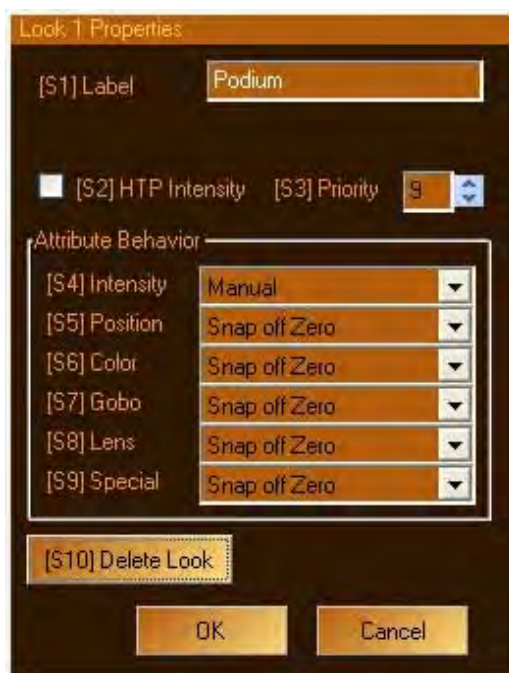 Look 1 Properties
[S1] Label Podium
[S2] HTP Intensity [S3] Priority 9
Attribute Behavior
[S4] Intensity Manual
[S5] Position Snap off Zero
[S6] Color Snap off Zero
[S7] Gobo Snap off Zero
[S8] Lens Snap off Zero
[S9] Special Snap off Zero
[S10] Delete Look
OK Cancel